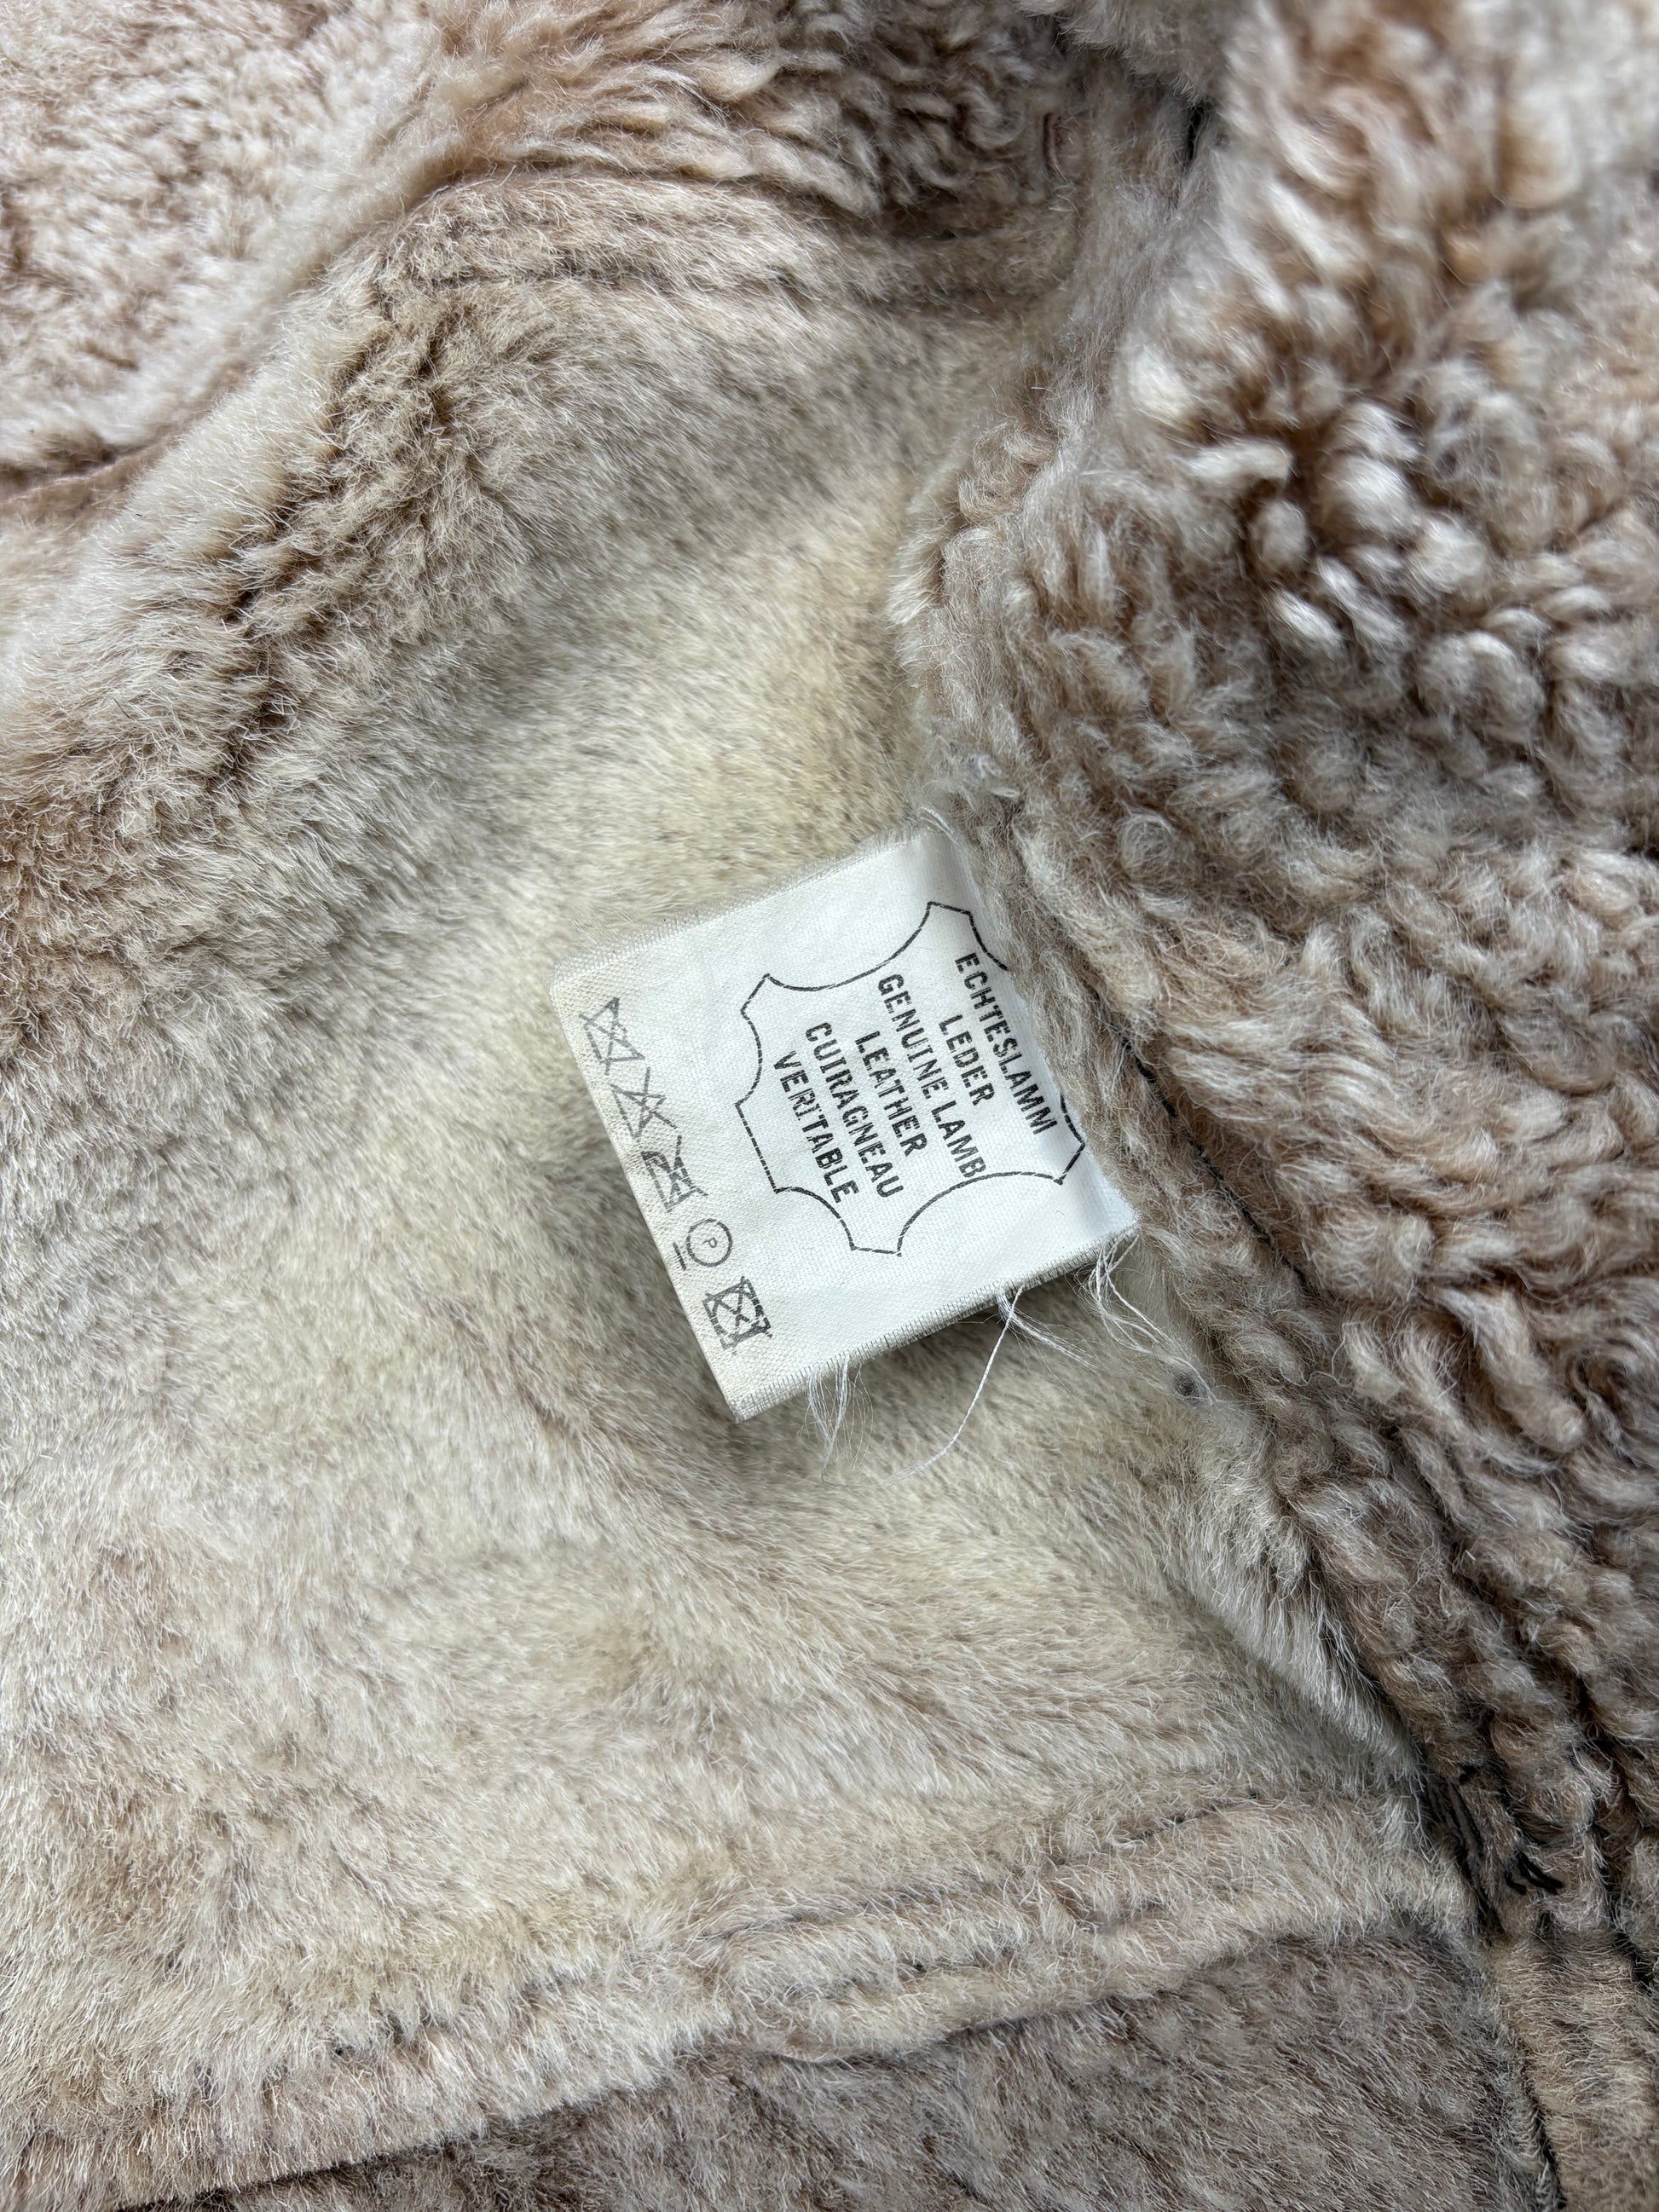 ECHTESLAMM
LEDER
GENUINE LAMB
LEATHER
CUIRAGNEAU
VERITABLE
P